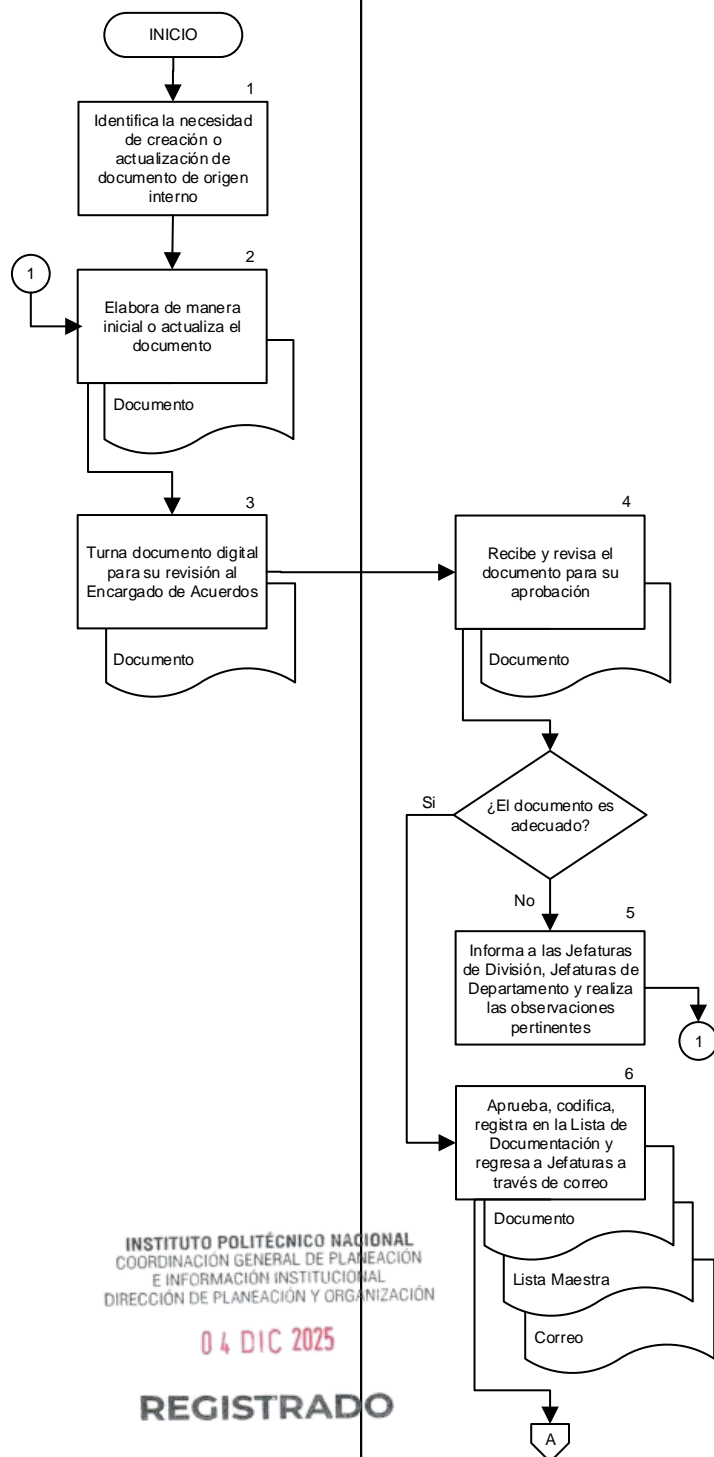 INICIO
1
Identifica la necesidad
de creación o
actualización de
documento de origen
interno
1
2
Elabora de manera
inicial o actualiza el
documento
Documento
3
Turna documento digital
para su revisión al
Encargado de Acuerdos
Documento
4
Recibe y revisa el
documento para su
aprobación
Documento
¿El documento es
adecuado?
Si
No
5
Informa a las Jefaturas
de División, Jefaturas de
Departamento y realiza
las observaciones
pertinentes
1
6
Aprueba, codifica,
registra en la Lista de
Documentación y
regresa a Jefaturas a
través de correo
Documento
Lista Maestra
Correo
A
INSTITUTO POLITÉCNICO NACIONAL
COORDINACIÓN GENERAL DE PLANEACIÓN
E INFORMACIÓN INSTITUCIONAL
DIRECCIÓN DE PLANEACIÓN Y ORGANIZACIÓN
04 DIC 2025
REGISTRADO